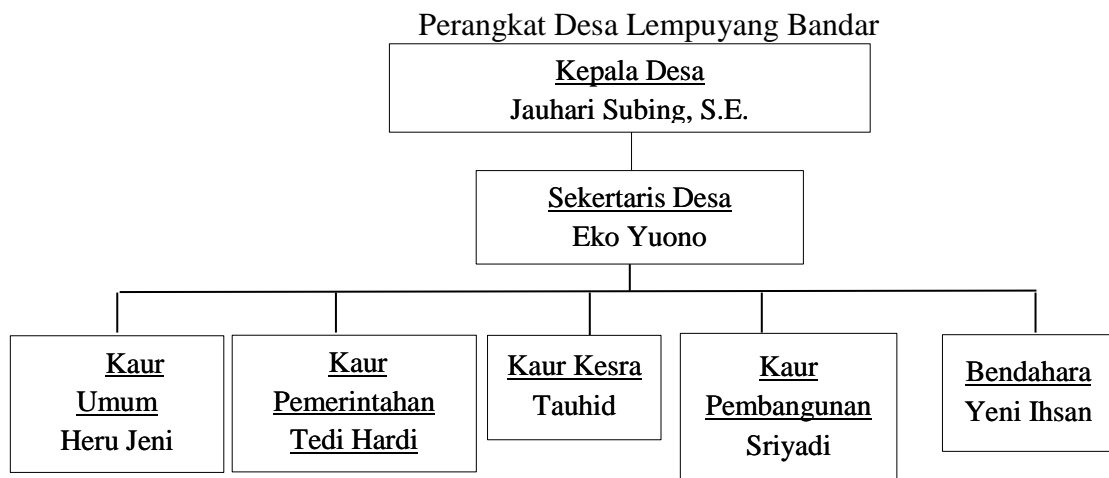 Perangkat Desa Lempuyang Bandar
Kepala Desa
Jauhari Subing, S.E.
Sekertaris Desa
Eko Yuono
Kaur
Umum
Heru Jeni
Kaur
Pemerintahan
Tedi Hardi
Kaur Kesra
Tauhid
Kaur
Pembangunan
Sriyadi
Bendahara
Yeni Ihsan